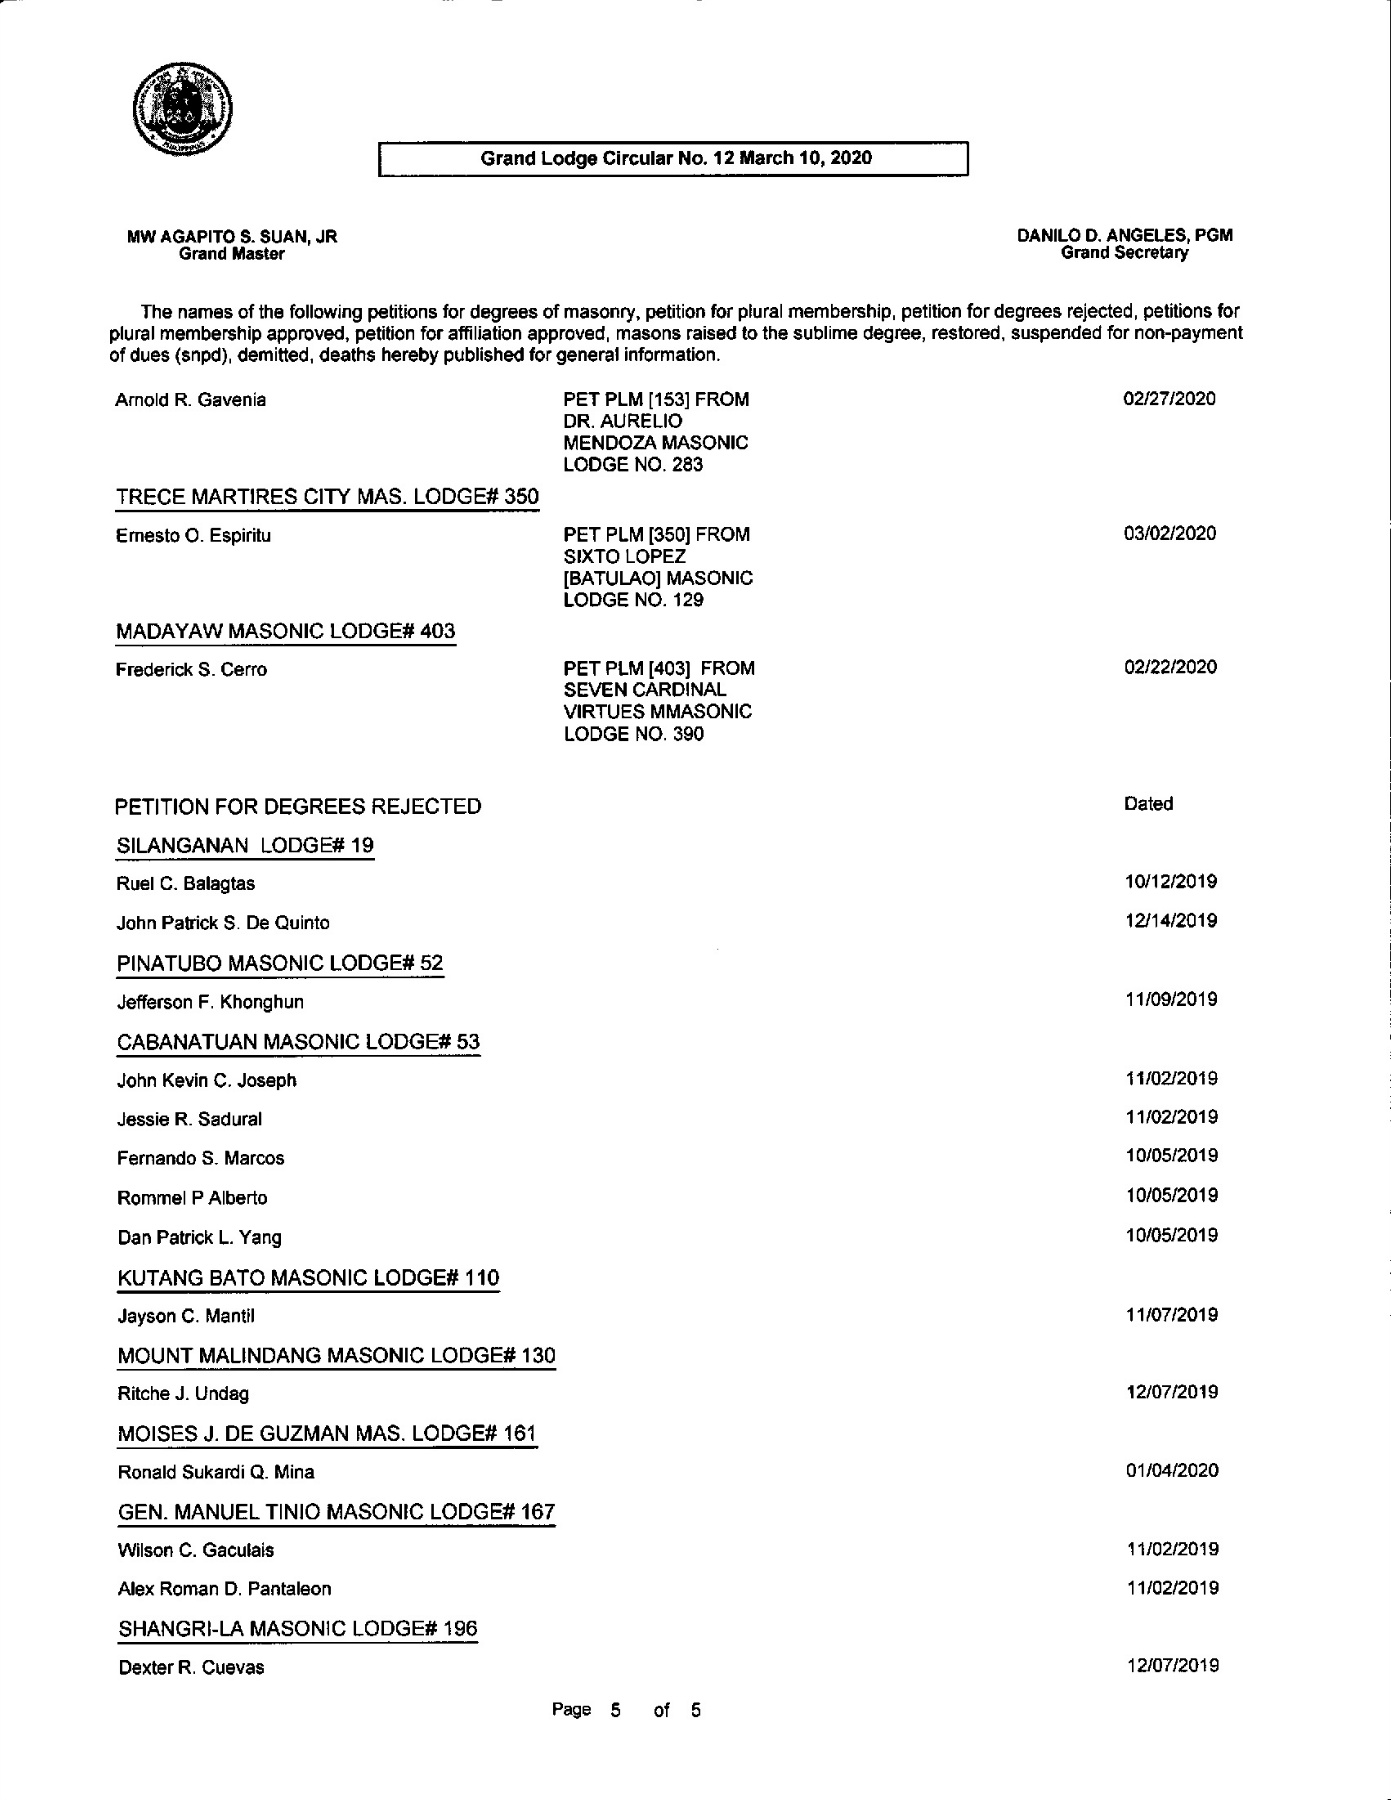 PHILIPPINES
Grand Lodge Circular No. 12 March 10, 2020
MW AGAPITO S. SUAN, JR
Grand Master
DANILO D. ANGELES, PGM
Grand Secretary
The names of the following petitions for degrees of masonry, petition for plural membership, petition for degrees rejected, petitions for
plural membership approved, petition for affiliation approved, masons raised to the sublime degree, restored, suspended for non-payment
of dues (snpd), demitted, deaths hereby published for general information.
Arnold R. Gavenia PET PLM [153] FROM 02/27/2020
DR. AURELIO
MENDOZA MASONIC
LODGE NO. 283
TRECE MARTIRES CITY MAS. LODGE# 350
Ernesto O. Espiritu PET PLM [350] FROM 03/02/2020
SIXTO LOPEZ
[BATULAO] MASONIC
LODGE NO. 129
MADAYAW MASONIC LODGE# 403
Frederick S. Cerro PET PLM [403] FROM 02/22/2020
SEVEN CARDINAL
VIRTUES MMASONIC
LODGE NO. 390
PETITION FOR DEGREES REJECTED Dated
SILANGANAN LODGE# 19
Ruel C. Balagtas 10/12/2019
John Patrick S. De Quinto 12/14/2019
PINATUBO MASONIC LODGE# 52
Jefferson F. Khonghun 11/09/2019
CABANATUAN MASONIC LODGE# 53
John Kevin C. Joseph 11/02/2019
Jessie R. Sadural 11/02/2019
Fernando S. Marcos 10/05/2019
Rommel P Alberto 10/05/2019
Dan Patrick L. Yang 10/05/2019
KUTANG BATO MASONIC LODGE# 110
Jayson C. Mantil 11/07/2019
MOUNT MALINDANG MASONIC LODGE# 130
Ritche J. Undag 12/07/2019
MOISES J. DE GUZMAN MAS. LODGE# 161
Ronald Sukardi Q. Mina 01/04/2020
GEN. MANUEL TINIO MASONIC LODGE# 167
Wilson C. Gaculais 11/02/2019
Alex Roman D. Pantaleon 11/02/2019
SHANGRI-LA MASONIC LODGE# 196
Dexter R. Cuevas 12/07/2019
Page 5 of 5